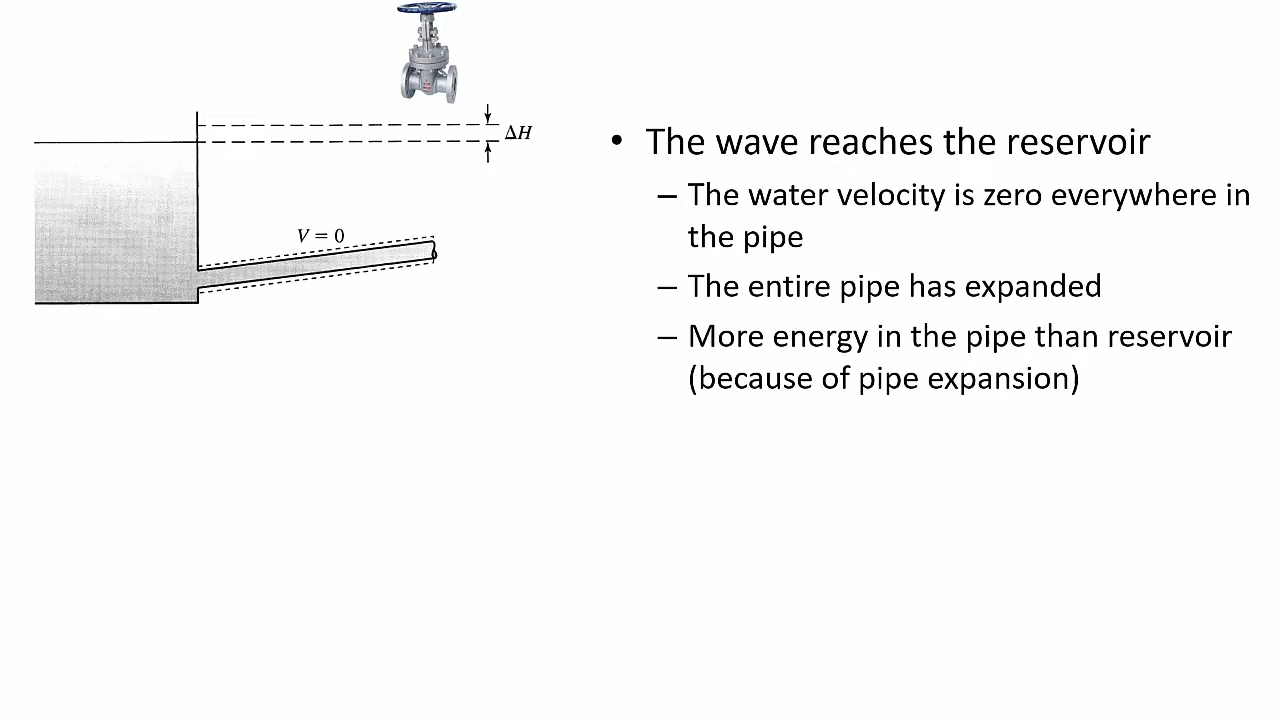 ΔH
V = 0
• The wave reaches the reservoir
– The water velocity is zero everywhere in
the pipe
– The entire pipe has expanded
– More energy in the pipe than reservoir
(because of pipe expansion)